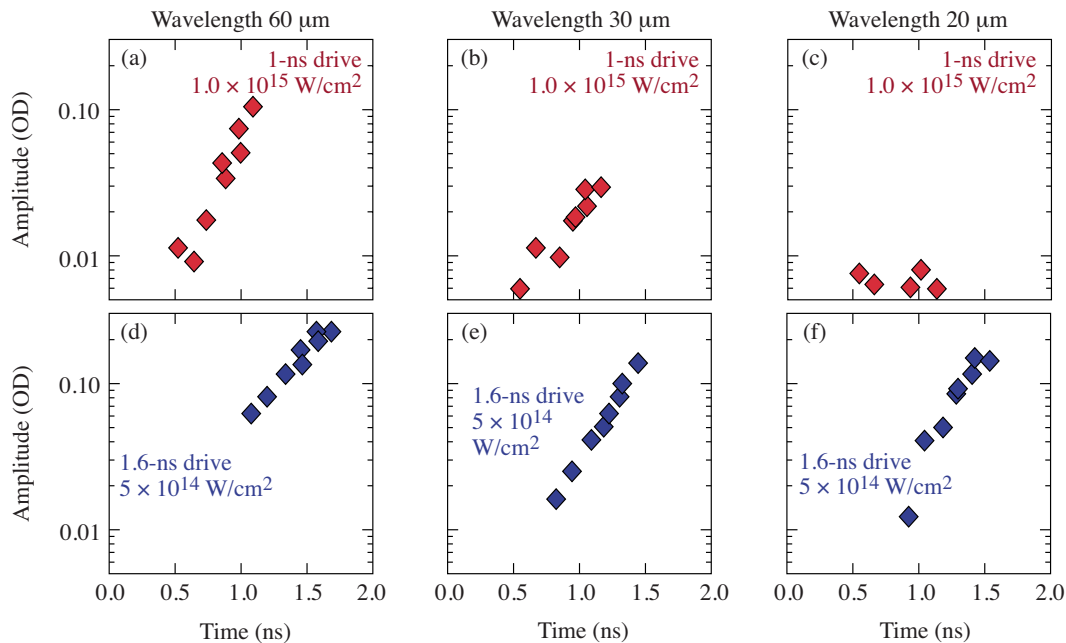 Wavelength 60 µm
Wavelength 30 µm
Wavelength 20 µm
(a)
1-ns drive
1.0 × 10¹⁵ W/cm²
(b)
1-ns drive
1.0 × 10¹⁵ W/cm²
(c)
1-ns drive
1.0 × 10¹⁵ W/cm²
Amplitude (OD)
0.10
0.01
(d)
1.6-ns drive
5 × 10¹⁴ W/cm²
(e)
1.6-ns drive
5 × 10¹⁴
W/cm²
(f)
1.6-ns drive
5 × 10¹⁴ W/cm²
Amplitude (OD)
0.10
0.01
0.0 0.5 1.0 1.5 2.0
0.0 0.5 1.0 1.5 2.0
0.0 0.5 1.0 1.5 2.0
Time (ns)
Time (ns)
Time (ns)